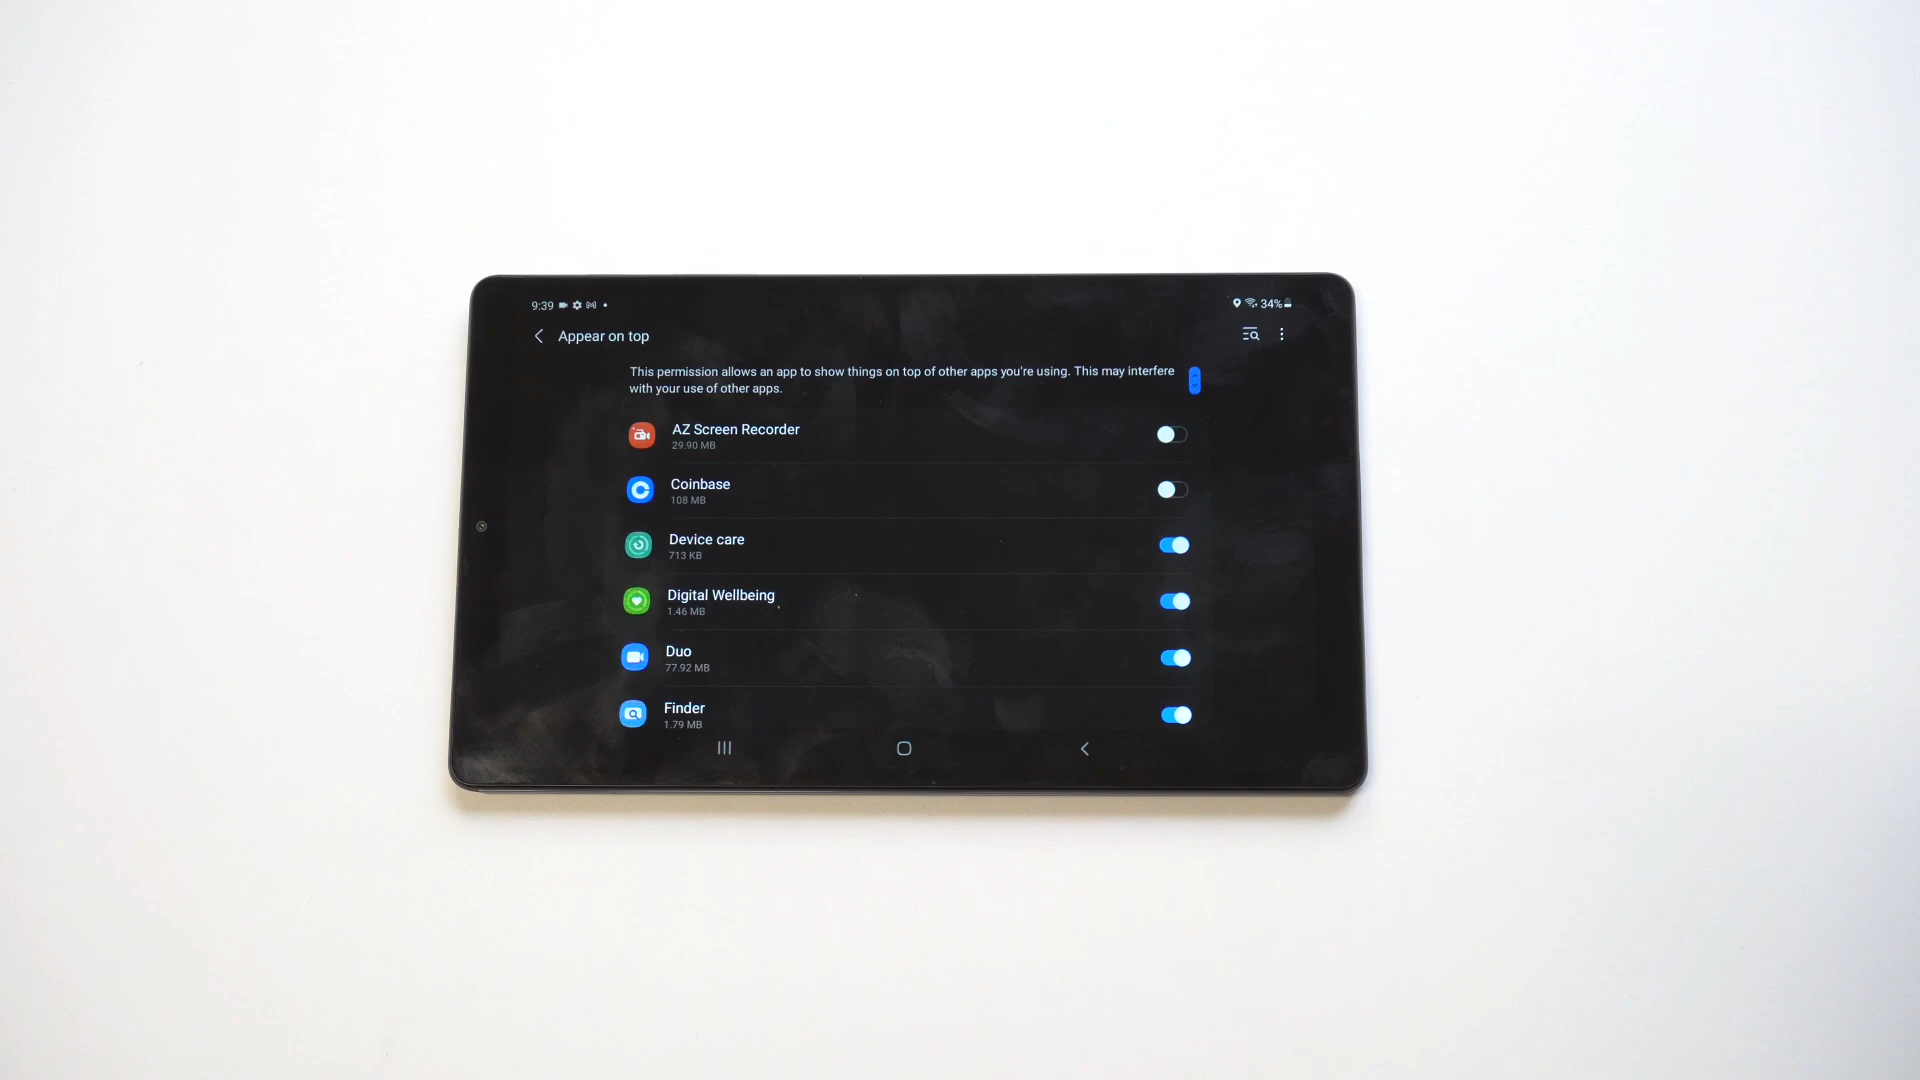 9:39
34%
Appear on top
This permission allows an app to show things on top of other apps you're using. This may interfere
with your use of other apps.
AZ Screen Recorder
29.90 MB
Coinbase
108 MB
Device care
713 KB
Digital Wellbeing
1.46 MB
Duo
77.92 MB
Finder
1.79 MB